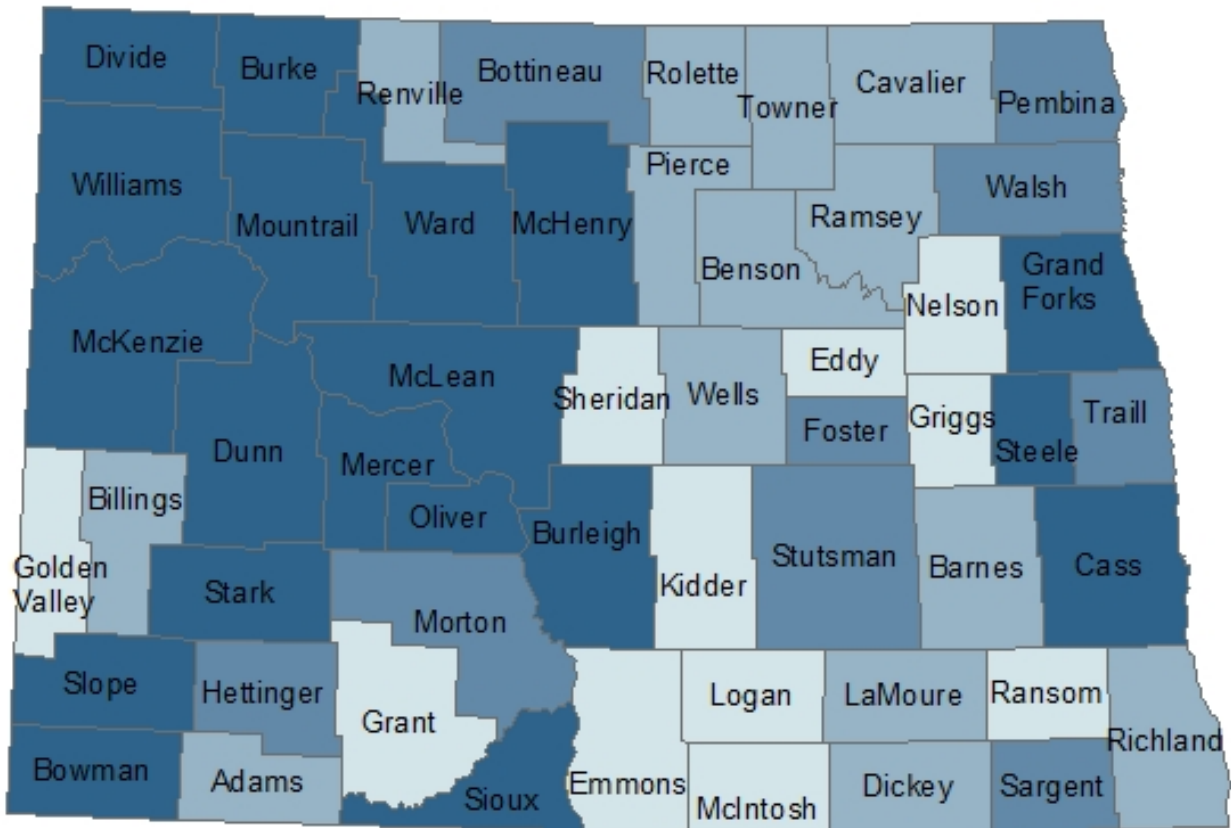 Divide
Burke
Renville
Bottineau
Rolette
Towner
Cavalier
Pembina
Williams
Mountrail
Ward
McHenry
Pierce
Benson
Ramsey
Walsh
Nelson
Grand
Forks
McKenzie
McLean
Sheridan
Wells
Eddy
Foster
Griggs
Steele
Traill
Dunn
Mercer
Oliver
Billings
Golden
Valley
Stark
Burleigh
Kidder
Stutsman
Barnes
Cass
Morton
Slope
Hettinger
Grant
Logan
LaMoure
Ransom
Richland
Bowman
Adams
Sioux
Emmons
McIntosh
Dickey
Sargent